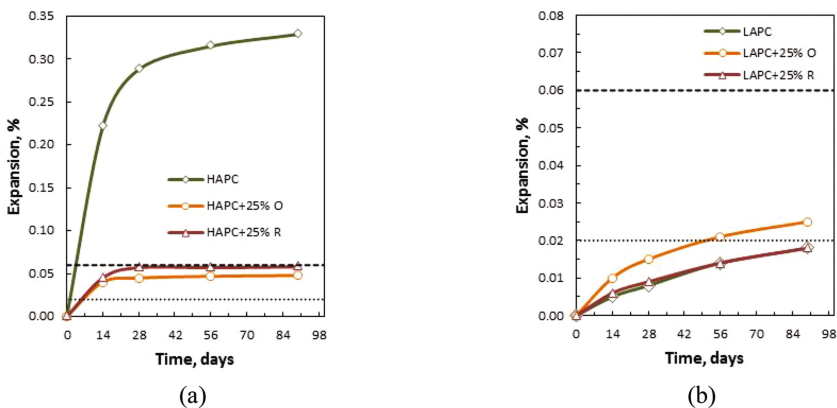 0.35
0.30
0.25
0.20
0.15
0.10
0.05
0.00
Expansion, %
HAPC
HAPC+25% O
HAPC+25% R
0 14 28 42 56 70 84 98
Time, days
(a)
0.08
0.07
0.06
0.05
0.04
0.03
0.02
0.01
0.00
Expansion, %
LAPC
LAPC+25% O
LAPC+25% R
0 14 28 42 56 70 84 98
Time, days
(b)